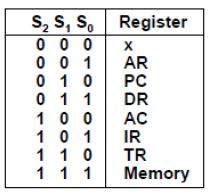 S₂ S₁ S₀ Register
0 0 0 x
0 0 1 AR
0 1 0 PC
0 1 1 DR
1 0 0 AC
1 0 1 IR
1 1 0 TR
1 1 1 Memory